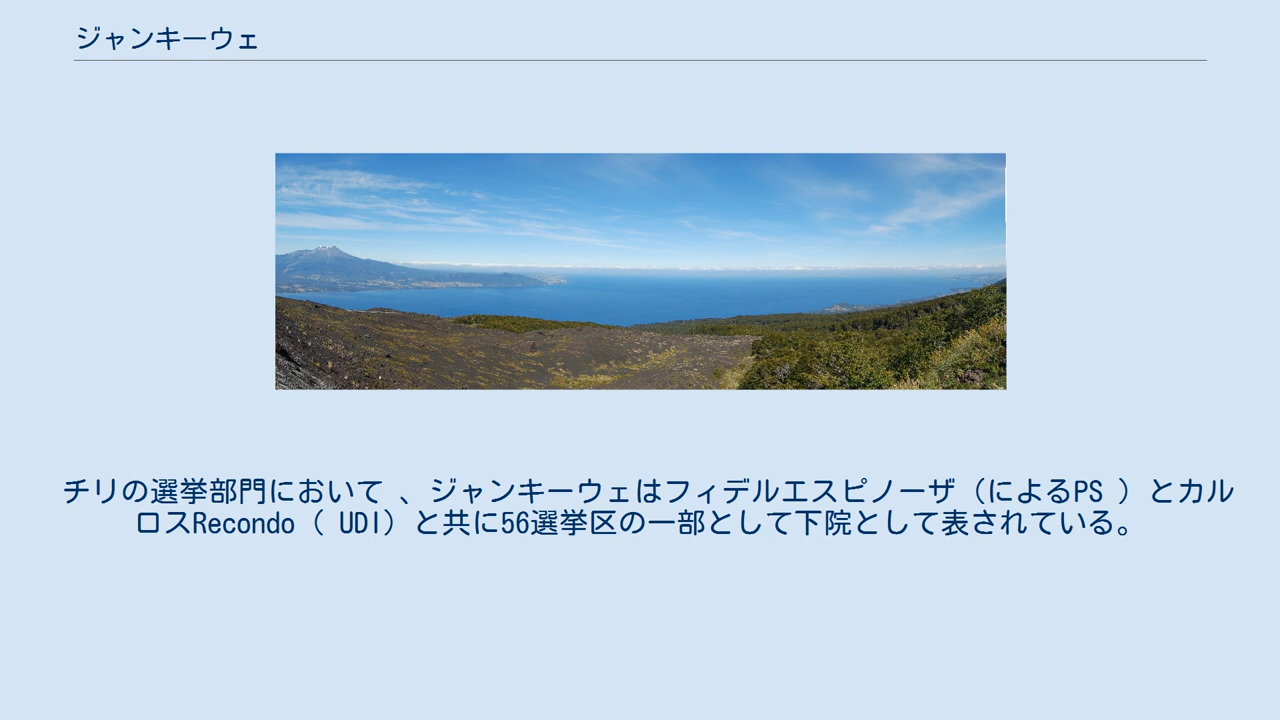 ジャンキーウェ
チリの選挙部門において 、ジャンキーウェはフィデルエスピノーザ（によるPS ）とカル
ロスRecondo（ UDI）と共に56選挙区の一部として下院として表されている。